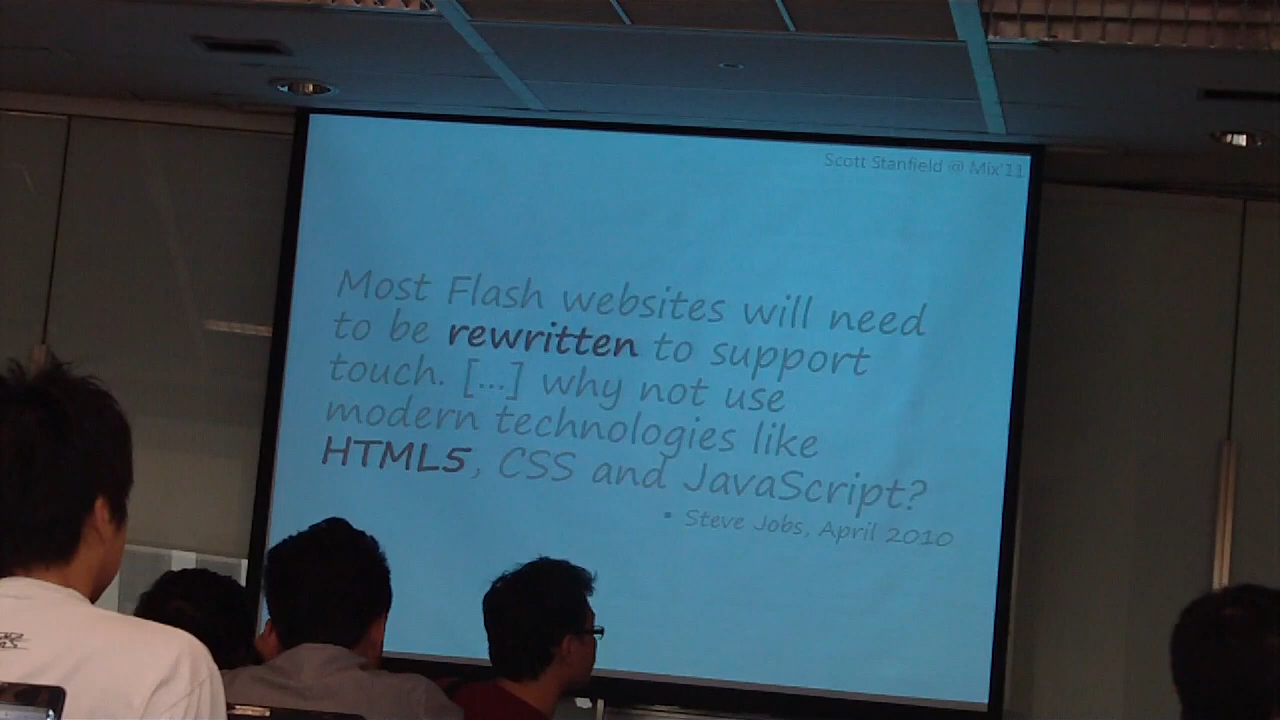 Scott Stanfield @ Mix'11
Most Flash websites will need
to be rewritten to support
touch. [...] why not use
modern technologies like
HTML5, CSS and JavaScript?
• Steve Jobs, April 2010